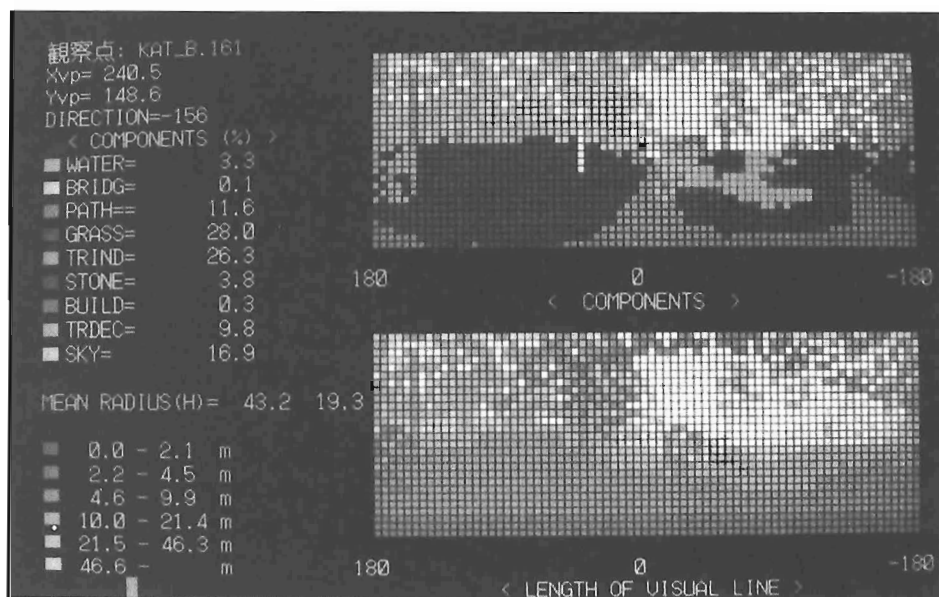 観察点: KAT_B.161
Xvp= 240.5
Yvp= 148.6
DIRECTION=-156
< COMPONENTS (%) >
WATER= 3.3
BRIDG= 0.1
PATH== 11.6
GRASS= 28.0
TRIND= 26.3
STONE= 3.8
BUILD= 0.3
TRDEC= 9.8
SKY= 16.9
MEAN RADIUS(H)= 43.2 19.3
0.0 - 2.1 m
2.2 - 4.5 m
4.6 - 9.9 m
10.0 - 21.4 m
21.5 - 46.3 m
46.6- m
180 0 -180
< COMPONENTS >
180 0 -180
< LENGTH OF VISUAL LINE >